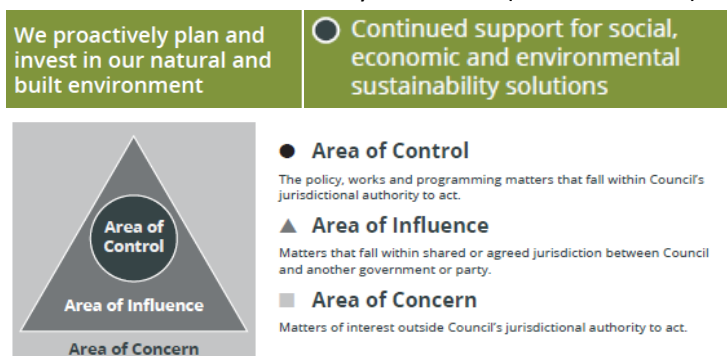 We proactively plan and
invest in our natural and
built environment
Continued support for social,
economic and environmental
sustainability solutions
Area of
Control
Area of Influence
Area of Concern
Area of Control
The policy, works and programming matters that fall within Council's
jurisdictional authority to act.
Area of Influence
Matters that fall within shared or agreed jurisdiction between Council
and another government or party.
Area of Concern
Matters of interest outside Council's jurisdictional authority to act.